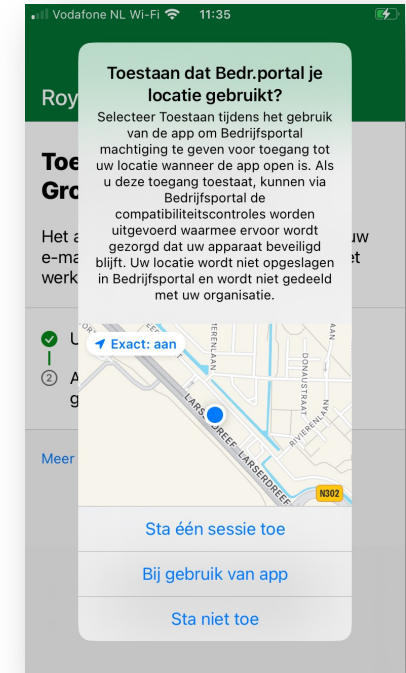 Vodafone NL Wi-Fi 11:35
Roy
Toestaan dat Bedr.portal je
locatie gebruikt?
Selecteer Toestaan tijdens het gebruik
van de app om Bedrijfsportal
machtiging te geven voor toegang tot
uw locatie wanneer de app open is. Als
u deze toegang toestaat, kunnen via
Bedrijfsportal de
compatibiliteitscontroles worden
uitgevoerd waarmee ervoor wordt
gezorgd dat uw apparaat beveiligd
blijft. Uw locatie wordt niet opgeslagen
in Bedrijfsportal en wordt niet gedeeld
met uw organisatie.
Toe
Gro
Het a
e-ma
werk
uw
et
U
2 A
g
Meer
Exact: aan
ERENLAAN
DONAUSTRAAT
RIVIERENLAAN
LARSERDREEF
LARSERDREEF
N302
Sta één sessie toe
Bij gebruik van app
Sta niet toe